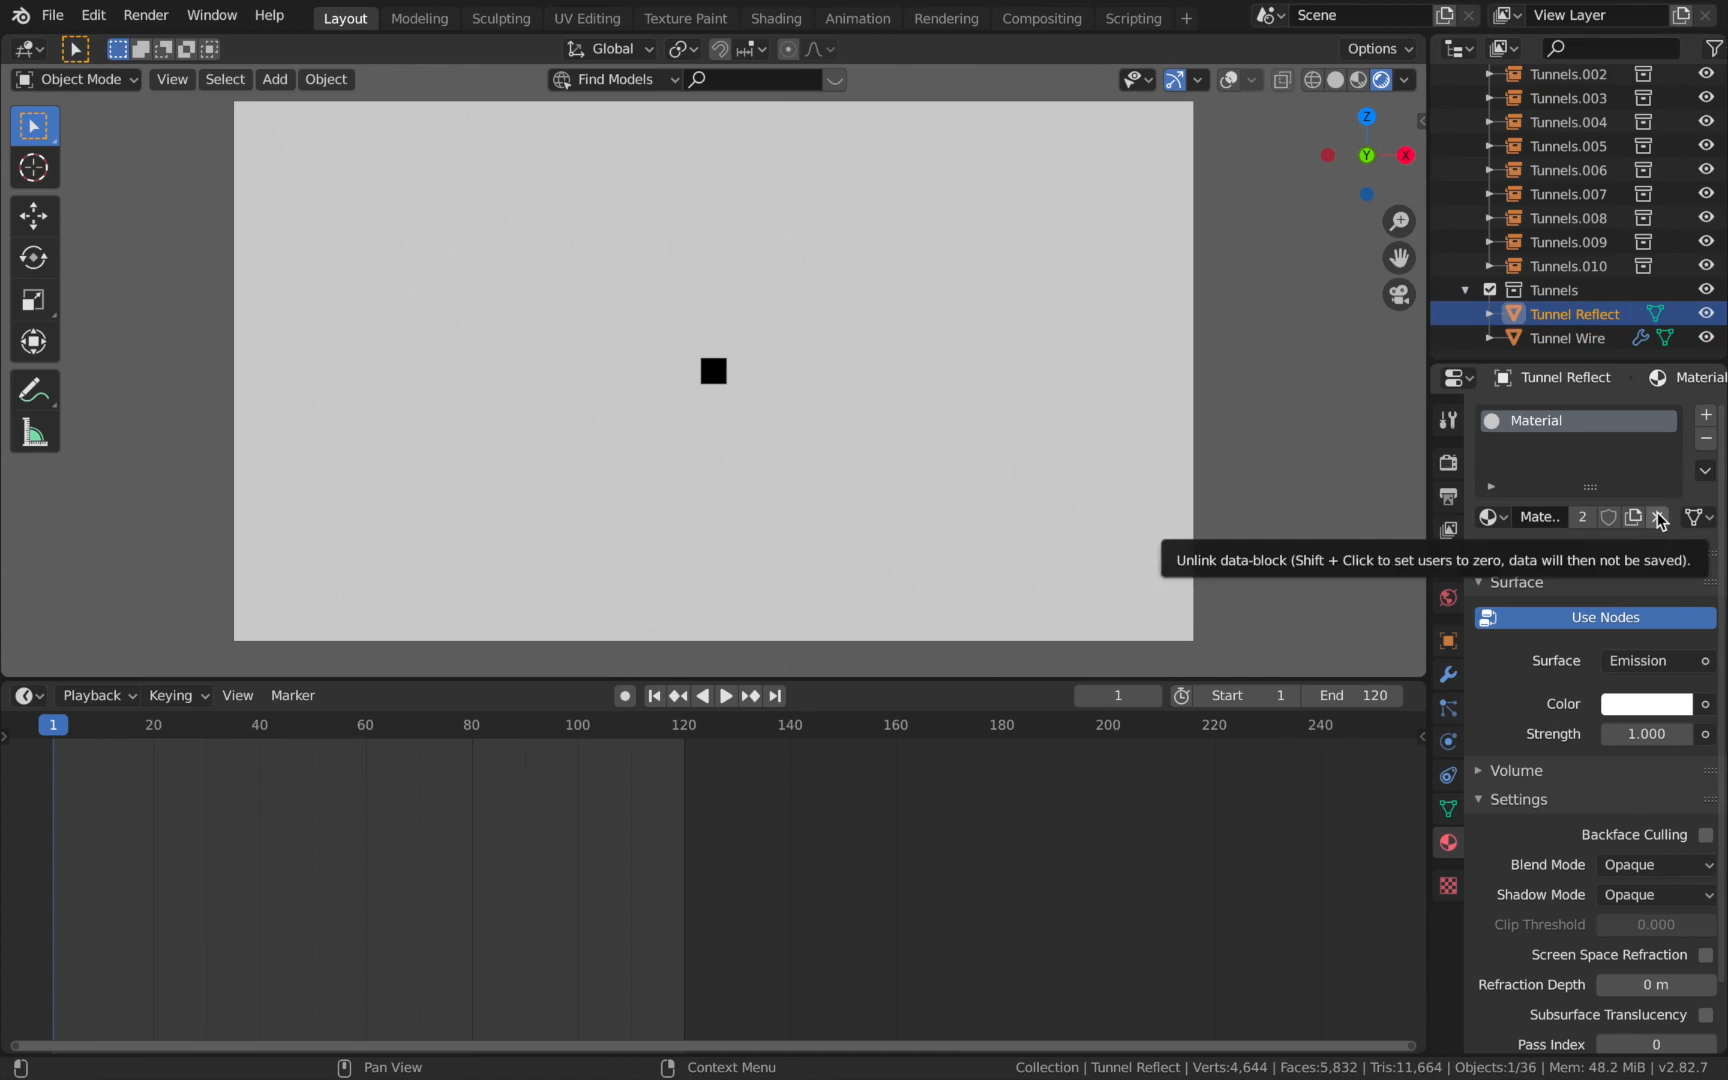 File Edit Render Window Help Layout Modeling Sculpting UV Editing Texture Paint Shading Animation Rendering Compositing Scripting + Scene View Layer
Global Options
Object Mode View Select Add Object Find Models
Z
Y X
Tunnels.002
Tunnels.003
Tunnels.004
Tunnels.005
Tunnels.006
Tunnels.007
Tunnels.008
Tunnels.009
Tunnels.010
Tunnels
Tunnel Reflect
Tunnel Wire
Tunnel Reflect Material
Material
Mate.. 2
Unlink data-block (Shift + Click to set users to zero, data will then not be saved).
Surface
Use Nodes
Surface Emission
Color
Strength 1.000
Volume
Settings
Backface Culling
Blend Mode Opaque
Shadow Mode Opaque
Clip Threshold 0.000
Screen Space Refraction
Refraction Depth 0 m
Subsurface Translucency
Pass Index 0
Playback Keying View Marker 1 Start 1 End 120
1 20 40 60 80 100 120 140 160 180 200 220 240
Pan View Context Menu Collection | Tunnel Reflect | Verts:4,644 | Faces:5,832 | Tris:11,664 | Objects:1/36 | Mem: 48.2 MiB | v2.82.7